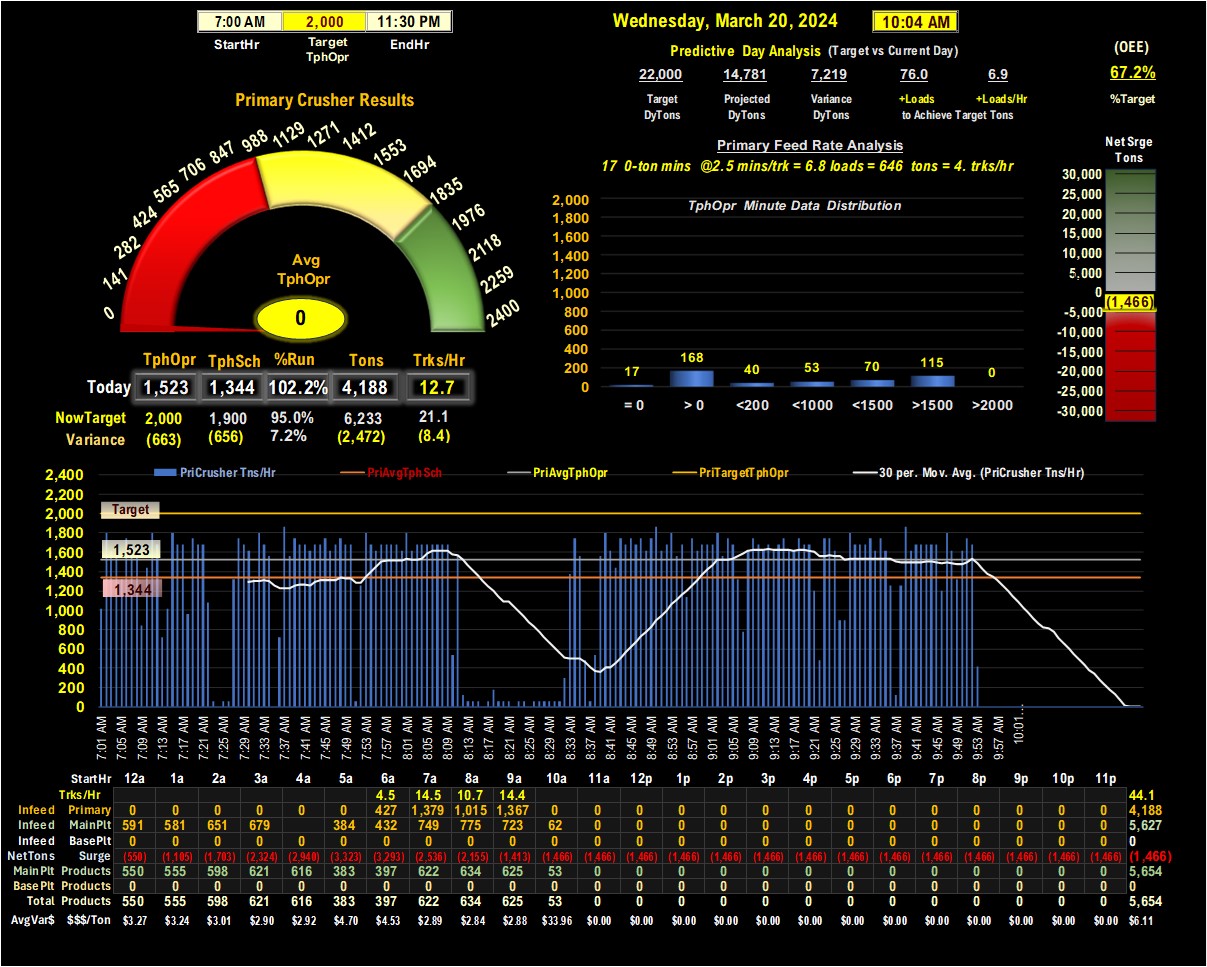 7:00 AM 2,000 11:30 PM
StartHr Target TphOpr EndHr
Wednesday, March 20, 2024 10:04 AM
Predictive Day Analysis (Target vs Current Day)
22,000 14,781 7,219 76.0 6.9
Target DyTons Projected DyTons Variance DyTons +Loads +Loads/Hr
to Achieve Target Tons
(OEE)
67.2%
%Target
Primary Crusher Results
0 141 282 424 565 706 847 988 1129 1271 1412 1553 1694 1835 1976 2118 2259 2400
Avg
TphOpr
0
TphOpr TphSch %Run Tons Trks/Hr
Today 1,523 1,344 102.2% 4,188 12.7
NowTarget 2,000 1,900 95.0% 6,233 21.1
Variance (663) (656) 7.2% (2,472) (8.4)
Primary Feed Rate Analysis
17 0-ton mins @2.5 mins/trk = 6.8 loads = 646 tons = 4. trks/hr
TphOpr Minute Data Distribution
2,000
1,800
1,600
1,400
1,200
1,000
800
600
400
200
0
17 168 40 53 70 115 0
= 0 > 0 <200 <1000 <1500 >1500 >2000
Net Srge
Tons
30,000
25,000
20,000
15,000
10,000
5,000
0
(1,466)
-5,000
-10,000
-15,000
-20,000
-25,000
-30,000
PriCrusher Tns/Hr PriAvgTphSch PriAvgTphOpr PriTargetTphOpr 30 per. Mov. Avg. (PriCrusher Tns/Hr)
2,400
2,200
2,000
1,800
1,600
1,400
1,200
1,000
800
600
400
200
0
Target
1,523
1,344
7:01 AM 7:05 AM 7:09 AM 7:13 AM 7:17 AM 7:21 AM 7:25 AM 7:29 AM 7:33 AM 7:37 AM 7:41 AM 7:45 AM 7:49 AM 7:53 AM 7:57 AM 8:01 AM 8:05 AM 8:09 AM 8:13 AM 8:17 AM 8:21 AM 8:25 AM 8:29 AM 8:33 AM 8:37 AM 8:41 AM 8:45 AM 8:49 AM 8:53 AM 8:57 AM 9:01 AM 9:05 AM 9:09 AM 9:13 AM 9:17 AM 9:21 AM 9:25 AM 9:29 AM 9:33 AM 9:37 AM 9:41 AM 9:45 AM 9:49 AM 9:53 AM 9:57 AM 10:01...
StartHr 12a 1a 2a 3a 4a 5a 6a 7a 8a 9a 10a 11a 12p 1p 2p 3p 4p 5p 6p 7p 8p 9p 10p 11p
Trks/Hr 4.5 14.5 10.7 14.4 44.1
Infeed Primary 0 0 0 0 0 0 427 1,379 1,015 1,367 0 0 0 0 0 0 0 0 0 0 0 0 0 0 4,188
Infeed MainPlt 591 581 651 679 384 432 749 775 723 62 0 0 0 0 0 0 0 0 0 0 0 0 0 5,627
Infeed BasePlt 0 0 0 0 0 0 0 0 0 0 0 0 0 0 0 0 0 0 0 0 0 0 0 0 0
NetTons Surge (550) (1,105) (1,703) (2,324) (2,940) (3,323) (3,293) (2,536) (2,155) (1,413) (1,466) (1,466) (1,466) (1,466) (1,466) (1,466) (1,466) (1,466) (1,466) (1,466) (1,466) (1,466) (1,466) (1,466) (1,466)
MainPlt Products 550 555 598 621 616 383 397 622 634 625 53 0 0 0 0 0 0 0 0 0 0 0 0 0 5,654
BasePlt Products 0 0 0 0 0 0 0 0 0 0 0 0 0 0 0 0 0 0 0 0 0 0 0 0 0
Total Products 550 555 598 621 616 383 397 622 634 625 53 0 0 0 0 0 0 0 0 0 0 0 0 0 5,654
AvgVar$ $$$/Ton $3.27 $3.24 $3.01 $2.90 $2.92 $4.70 $4.53 $2.89 $2.84 $2.88 $33.96 $0.00 $0.00 $0.00 $0.00 $0.00 $0.00 $0.00 $0.00 $0.00 $0.00 $0.00 $0.00 $0.00 $6.11